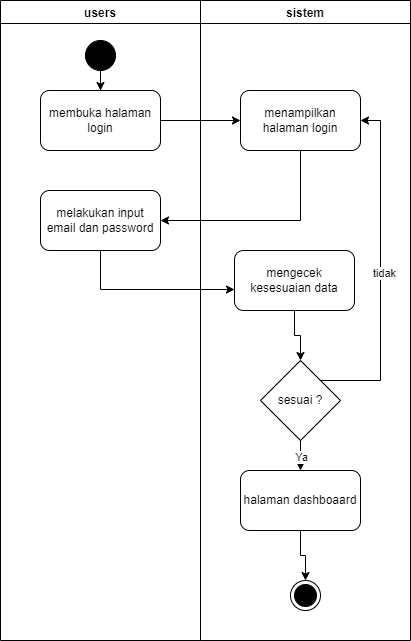 users
sistem
membuka halaman
login
menampilkan
halaman login
melakukan input
email dan password
mengecek
kesesuaian data
tidak
sesuai ?
Ya
halaman dashboaard